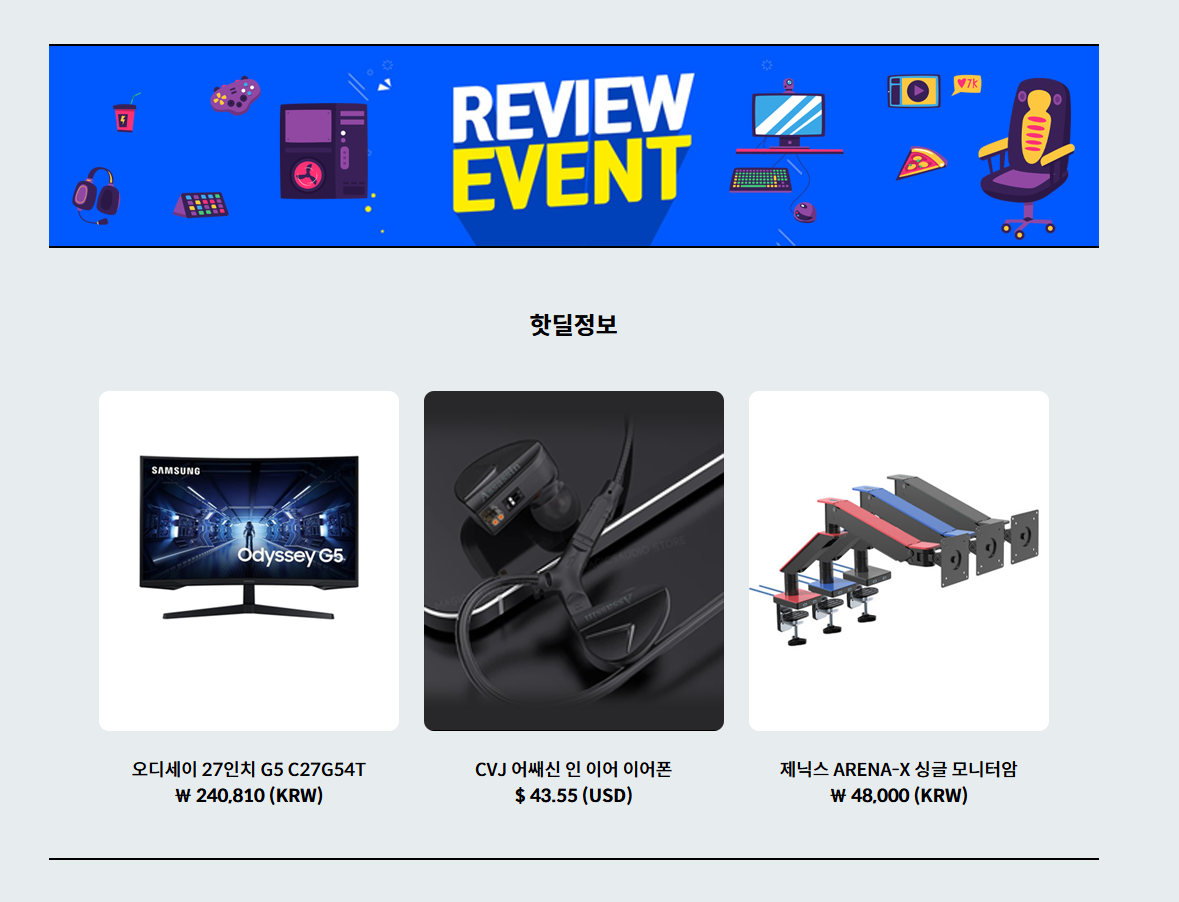 REVIEW
EVENT
7k
핫딜정보
SAMSUNG
Odyssey G5
오디세이 27인치 G5 C27G54T
₩ 240,810 (KRW)
CVJ 어쌔신 인 이어 이어폰
$ 43.55 (USD)
제닉스 ARENA-X 싱글 모니터암
₩ 48,000 (KRW)